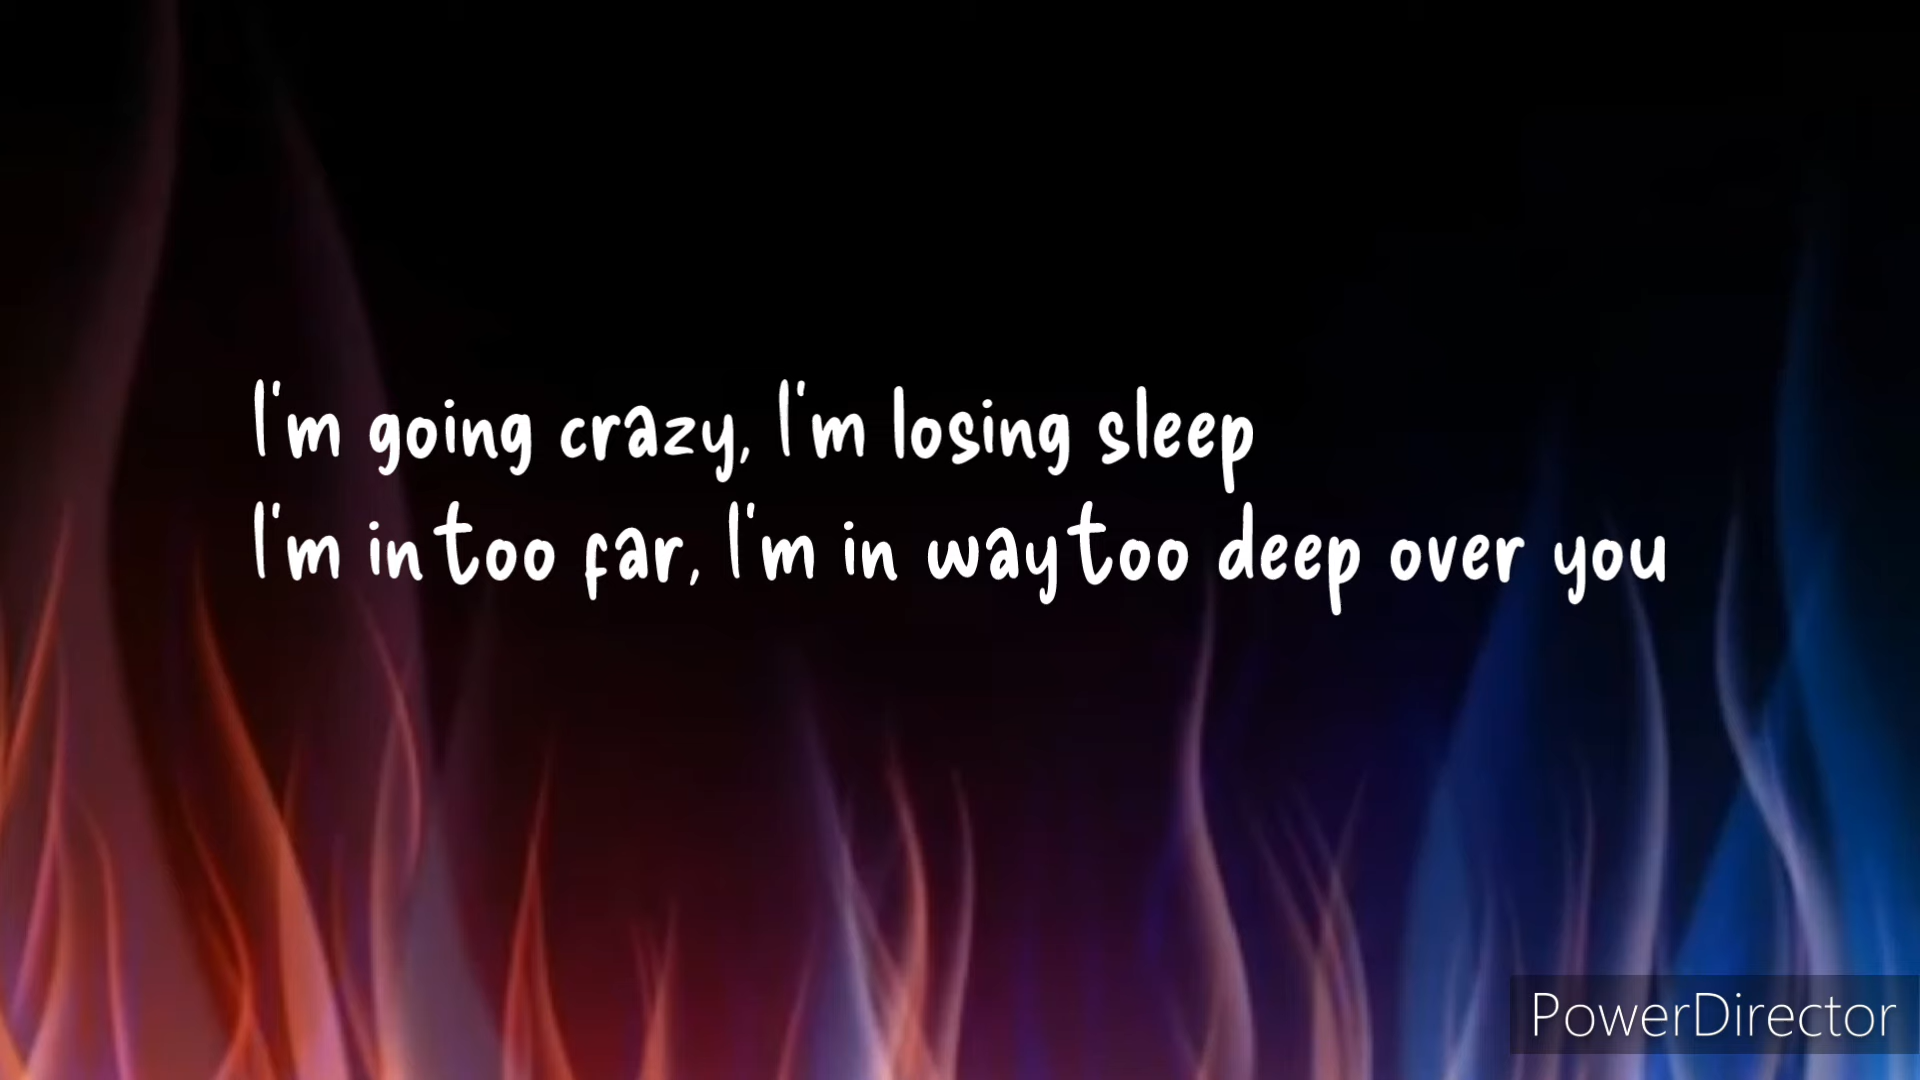 I'm going crazy, I'm losing sleep
I'm in too far, I'm in way too deep over you
PowerDirector